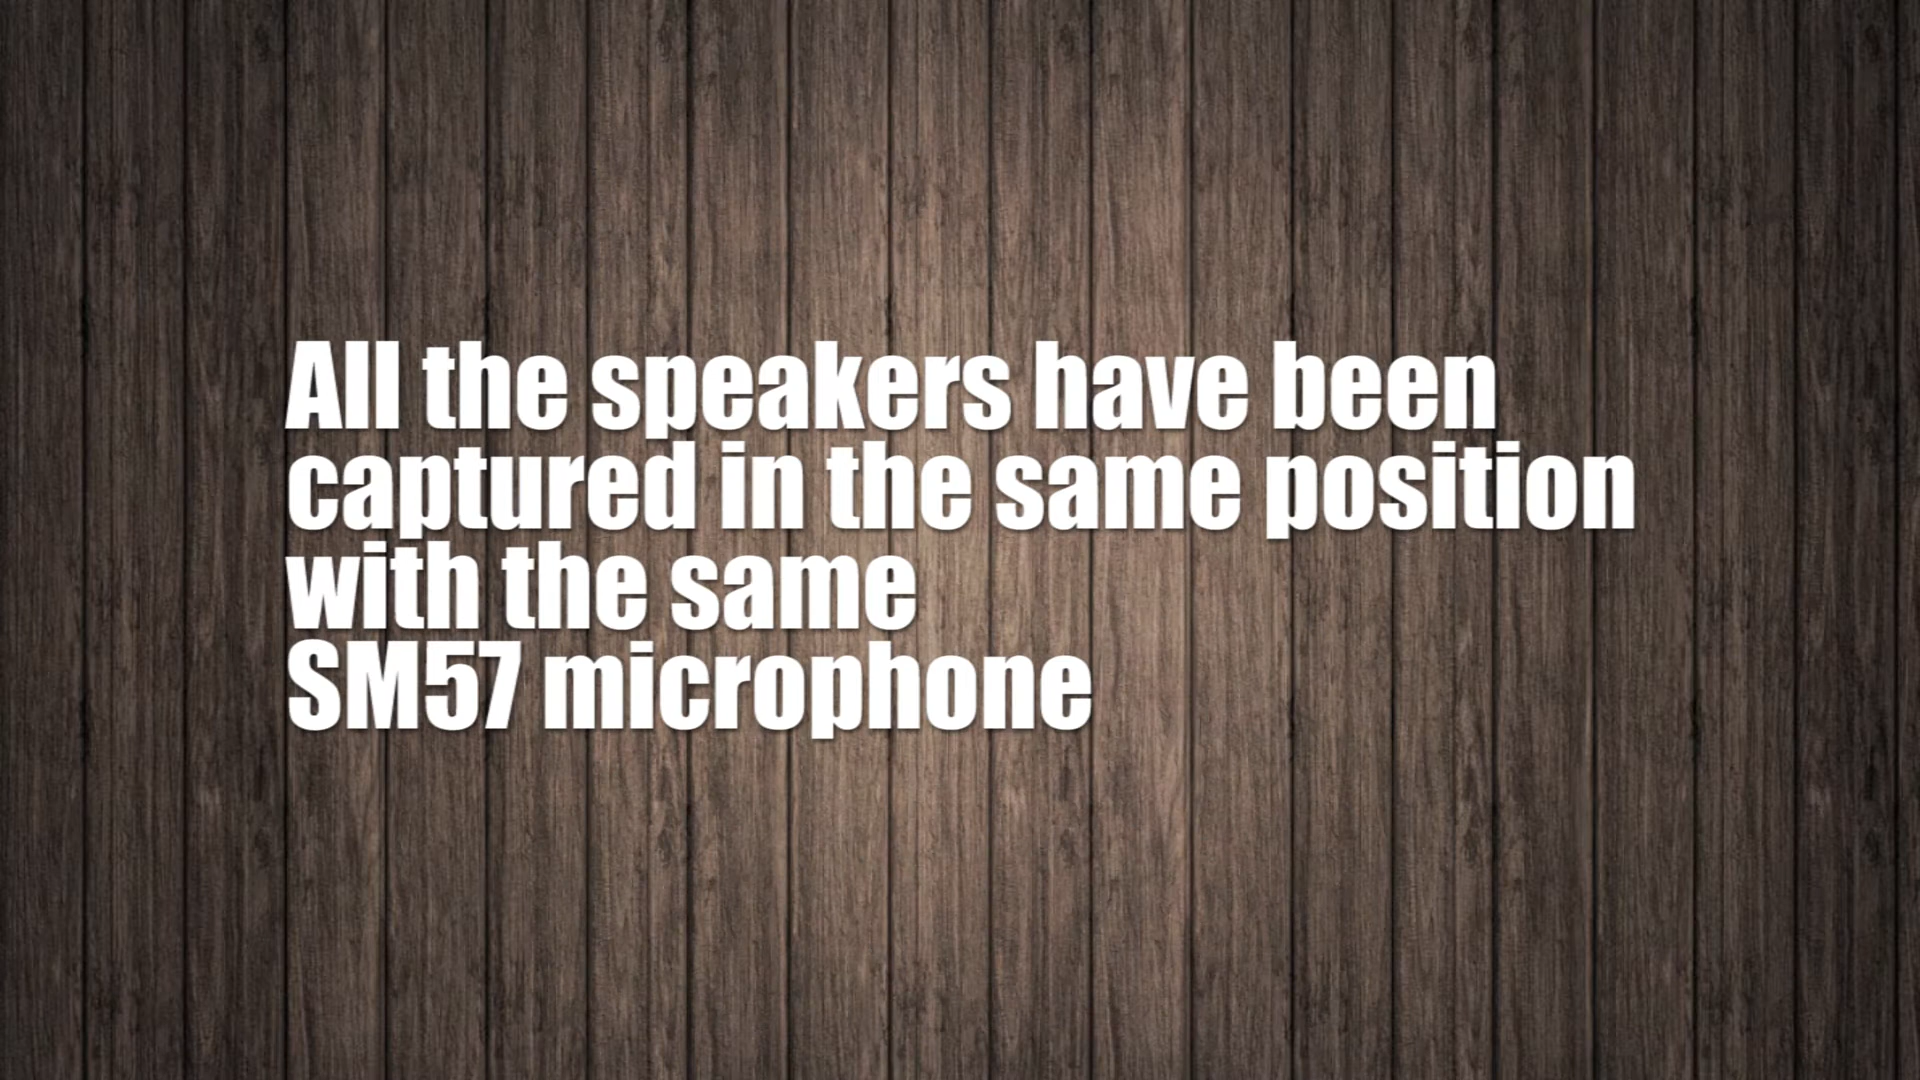 All the speakers have been
captured in the same position
with the same
SM57 microphone